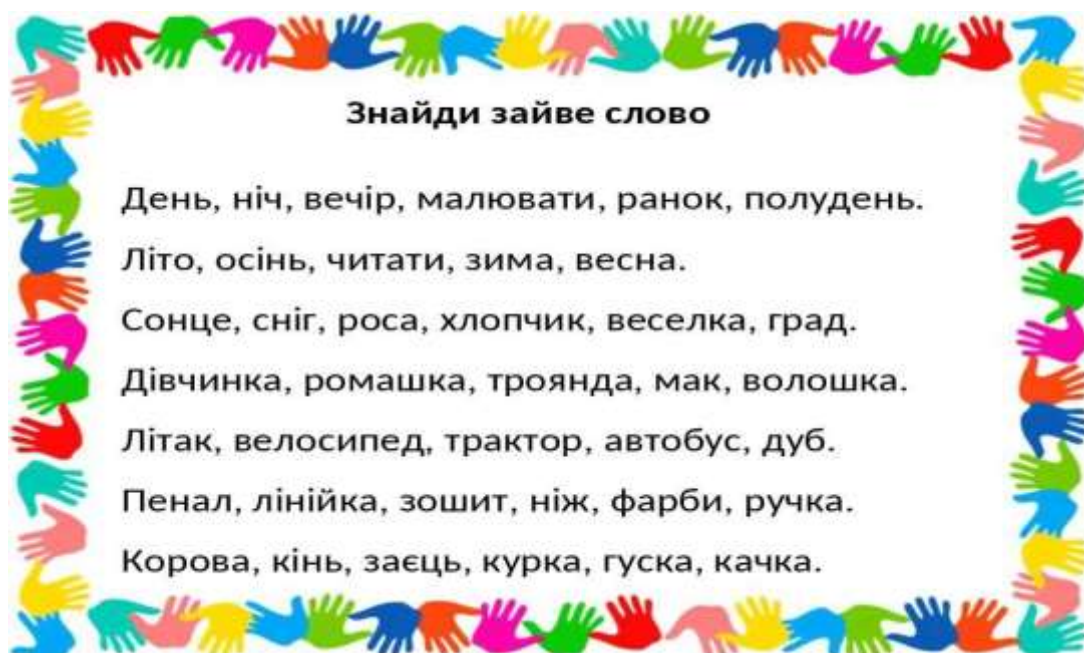 Знайди зайве слово
День, ніч, вечір, малювати, ранок, полудень.
Літо, осінь, читати, зима, весна.
Сонце, сніг, роса, хлопчик, веселка, град.
Дівчинка, ромашка, троянда, мак, волошка.
Літак, велосипед, трактор, автобус, дуб.
Пенал, лінійка, зошит, ніж, фарби, ручка.
Корова, кінь, заєць, курка, гуска, качка.